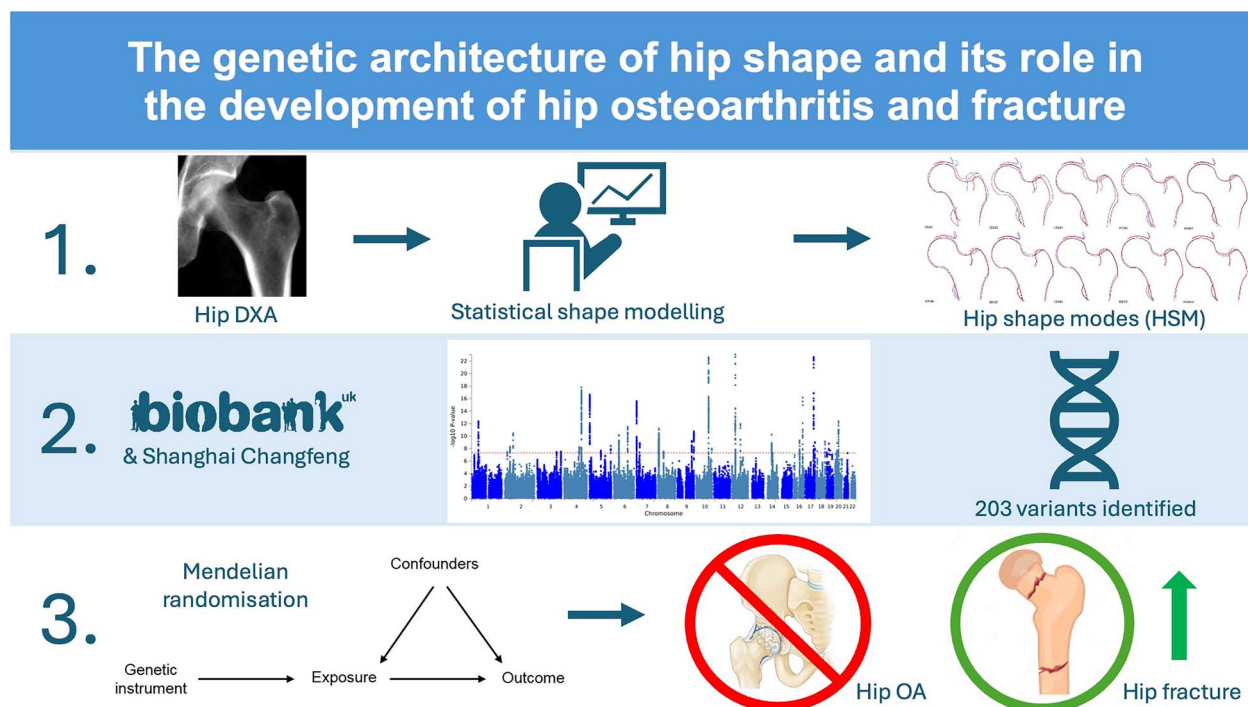 The genetic architecture of hip shape and its role in
the development of hip osteoarthritis and fracture
1.
Hip DXA
Statistical shape modelling
Hip shape modes (HSM)
2.
biobank uk
& Shanghai Changfeng
-log10 P-value
22
20
18
16
14
12
10
8
6
4
2
0
1 2 3 4 5 6 7 8 9 10 11 12 13 14 15 16 17 18 19 20 21 22
Chromosome
203 variants identified
3.
Mendelian
randomisation
Confounders
Genetic
instrument
Exposure
Outcome
Hip OA
Hip fracture